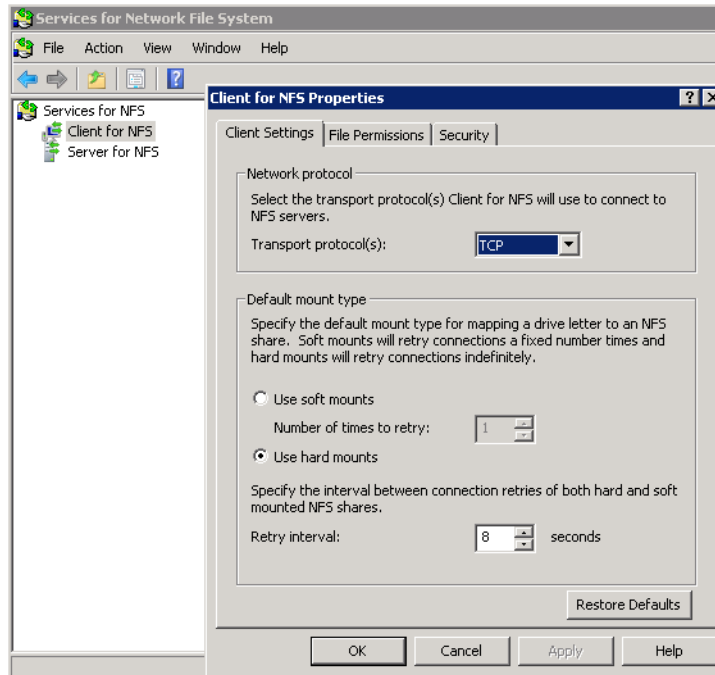 Services for Network File System
File Action View Window Help
Services for NFS
Client for NFS
Server for NFS
Client for NFS Properties
Client Settings File Permissions Security
Network protocol
Select the transport protocol(s) Client for NFS will use to connect to
NFS servers.
Transport protocol(s): TCP
Default mount type
Specify the default mount type for mapping a drive letter to an NFS
share. Soft mounts will retry connections a fixed number times and
hard mounts will retry connections indefinitely.
Use soft mounts
Number of times to retry: 1
Use hard mounts
Specify the interval between connection retries of both hard and soft
mounted NFS shares.
Retry interval: 8 seconds
Restore Defaults
OK Cancel Apply Help